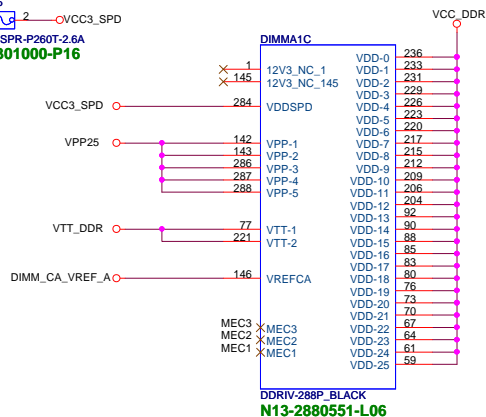 2 VCC3_SPD
SPR-P260T-2.6A
301000-P16
VCC_DDR
DIMMA1C
1 12V3_NC_1 VDD-0 236
145 12V3_NC_145 VDD-1 233
VDD-2 231
VCC3_SPD 284 VDDSPD VDD-3 229
VDD-4 226
VDD-5 223
VDD-6 220
VPP25 142 VPP-1 VDD-7 217
143 VPP-2 VDD-8 215
286 VPP-3 VDD-9 212
287 VPP-4 VDD-10 209
288 VPP-5 VDD-11 206
VDD-12 204
VDD-13 92
VTT_DDR 77 VTT-1 VDD-14 90
221 VTT-2 VDD-15 88
VDD-16 85
VDD-17 83
DIMM_CA_VREF_A 146 VREFCA VDD-18 80
VDD-19 76
VDD-20 73
VDD-21 70
MEC3 MEC3 VDD-22 67
MEC2 MEC2 VDD-23 64
MEC1 MEC1 VDD-24 61
VDD-25 59
DDRIV-288P_BLACK
N13-2880551-L06